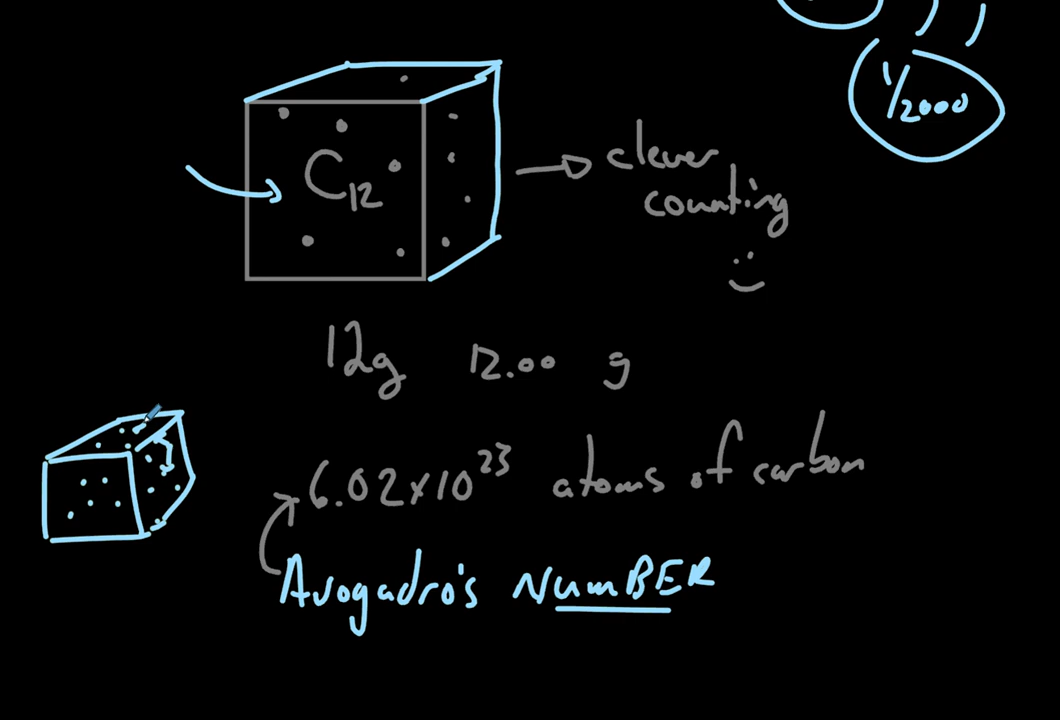 1/2000
C12
clever
counting
12g 12.00 g
6.02x10^23 atoms of carbon
Avogadro's NumBER